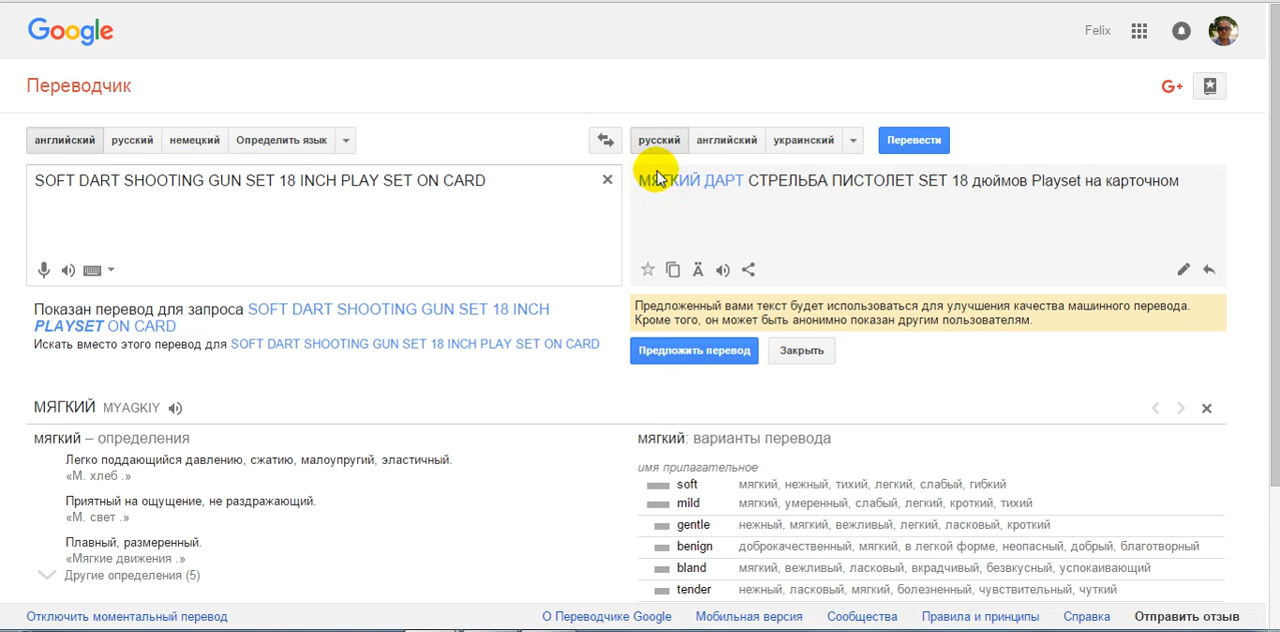 Google
Felix
Переводчик
G+
английский русский немецкий Определить язык
русский английский украинский
Перевести
SOFT DART SHOOTING GUN SET 18 INCH PLAY SET ON CARD
МЯГКИЙ ДАРТ СТРЕЛЬБА ПИСТОЛЕТ SET 18 дюймов Playset на карточном
Ä
Показан перевод для запроса SOFT DART SHOOTING GUN SET 18 INCH
PLAYSET ON CARD
Искать вместо этого перевод для SOFT DART SHOOTING GUN SET 18 INCH PLAY SET ON CARD
Предложенный вами текст будет использоваться для улучшения качества машинного перевода.
Кроме того, он может быть анонимно показан другим пользователям.
Предложить перевод
Закрыть
МЯГКИЙ MYAGKIY
мягкий – определения
Легко поддающийся давлению, сжатию, малоупругий, эластичный.
«М. хлеб .»
Приятный на ощущение, не раздражающий.
«М. свет .»
Плавный, размеренный.
«Мягкие движения .»
Другие определения (5)
мягкий: варианты перевода
имя прилагательное
soft мягкий, нежный, тихий, легкий, слабый, гибкий
mild мягкий, умеренный, слабый, легкий, кроткий, тихий
gentle нежный, мягкий, вежливый, легкий, ласковый, кроткий
benign доброкачественный, мягкий, в легкой форме, неопасный, добрый, благотворный
bland мягкий, вежливый, ласковый, вкрадчивый, безвкусный, успокаивающий
tender нежный, ласковый, мягкий, болезненный, чувствительный, чуткий
Отключить моментальный перевод
О Переводчике Google
Мобильная версия
Сообщества
Правила и принципы
Справка
Отправить отзыв